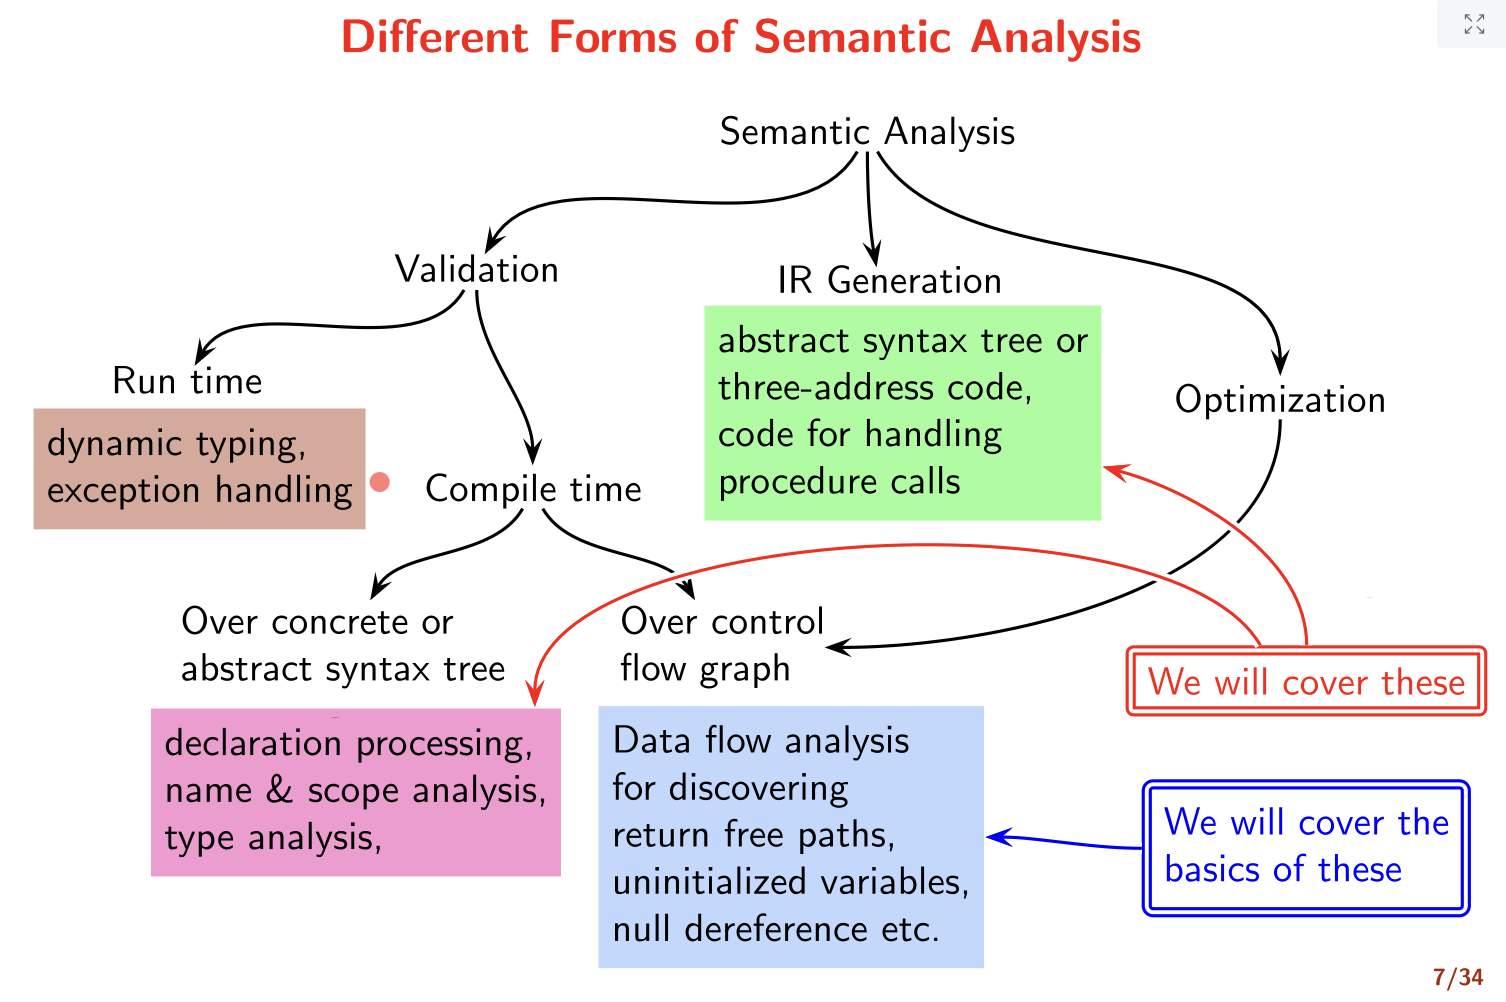 Different Forms of Semantic Analysis
Semantic Analysis
Validation
IR Generation
abstract syntax tree or
three-address code,
code for handling
procedure calls
Run time
dynamic typing,
exception handling
Optimization
Compile time
Over concrete or
abstract syntax tree
Over control
flow graph
We will cover these
declaration processing,
name & scope analysis,
type analysis,
Data flow analysis
for discovering
return free paths,
uninitialized variables,
null dereference etc.
We will cover the
basics of these
7/34